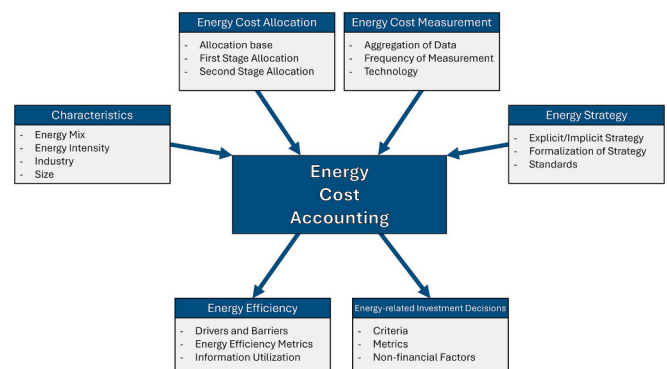 Energy Cost Allocation
- Allocation base
- First Stage Allocation
- Second Stage Allocation
Energy Cost Measurement
- Aggregation of Data
- Frequency of Measurement
- Technology
Characteristics
- Energy Mix
- Energy Intensity
- Industry
- Size
Energy Strategy
- Explicit/Implicit Strategy
- Formalization of Strategy
- Standards
Energy
Cost
Accounting
Energy Efficiency
- Drivers and Barriers
- Energy Efficiency Metrics
- Information Utilization
Energy-related Investment Decisions
- Criteria
- Metrics
- Non-financial Factors